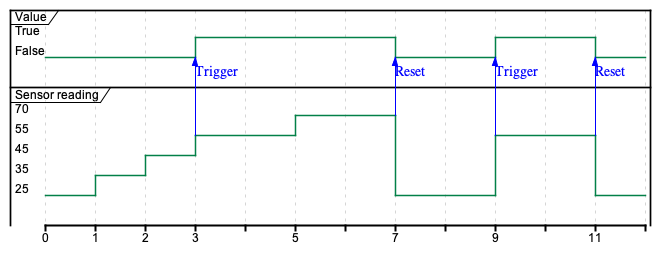 Value
True
False
Trigger Reset Trigger Reset
Sensor reading
70
55
45
35
25
0 1 2 3 5 7 9 11